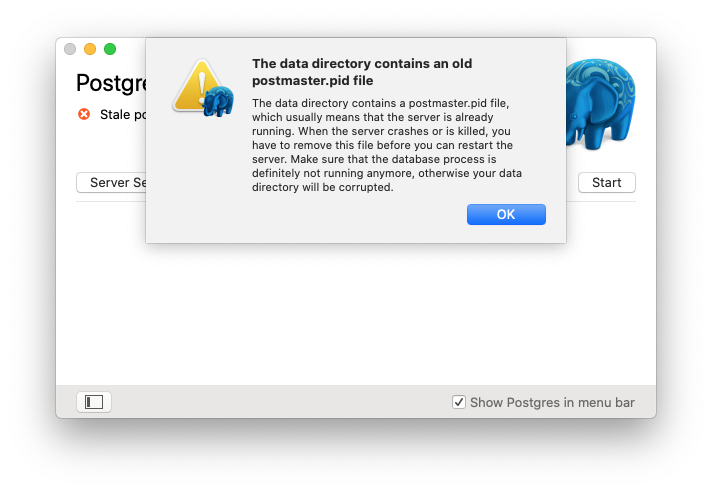 The data directory contains an old
postmaster.pid file
The data directory contains a postmaster.pid file,
which usually means that the server is already
running. When the server crashes or is killed, you
have to remove this file before you can restart the
server. Make sure that the database process is
definitely not running anymore, otherwise your data
directory will be corrupted.
OK
Postgre
Stale po
Server Se
Start
Show Postgres in menu bar